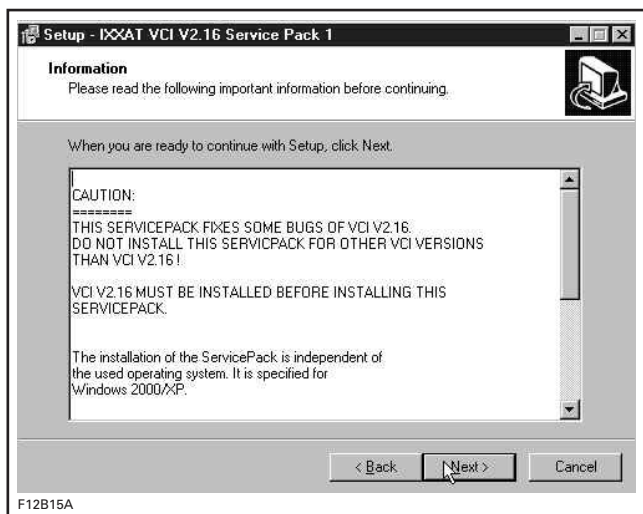 Setup - IXXAT VCI V2.16 Service Pack 1
Information
Please read the following important information before continuing.
When you are ready to continue with Setup, click Next.
CAUTION:
========
THIS SERVICEPACK FIXES SOME BUGS OF VCI V2.16.
DO NOT INSTALL THIS SERVICPACK FOR OTHER VCI VERSIONS
THAN VCI V2.16 !
VCI V2.16 MUST BE INSTALLED BEFORE INSTALLING THIS
SERVICEPACK.
The installation of the ServicePack is independent of
the used operating system. It is specified for
Windows 2000/XP.
< Back Next > Cancel
F12B15A